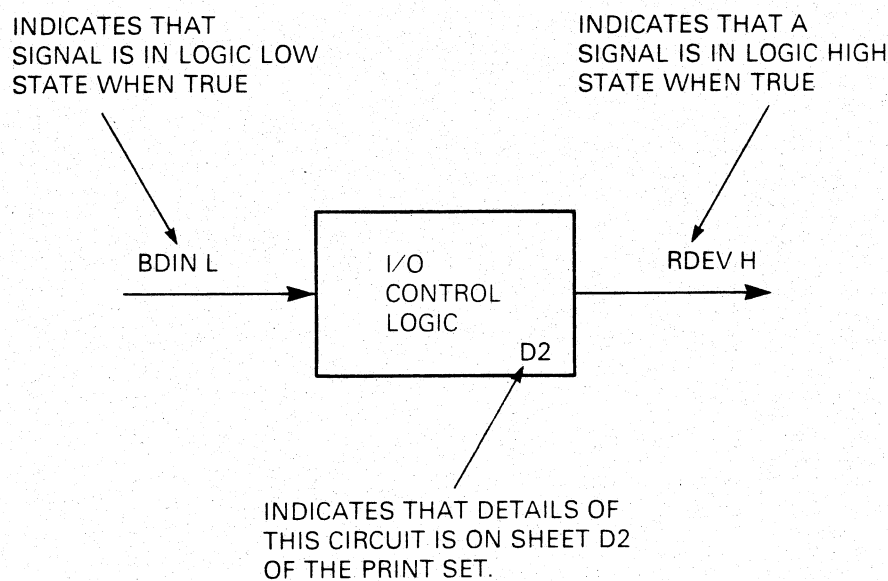 INDICATES THAT
SIGNAL IS IN LOGIC LOW
STATE WHEN TRUE
INDICATES THAT A
SIGNAL IS IN LOGIC HIGH
STATE WHEN TRUE
BDIN L
I/O
CONTROL
LOGIC
D2
RDEV H
INDICATES THAT DETAILS OF
THIS CIRCUIT IS ON SHEET D2
OF THE PRINT SET.